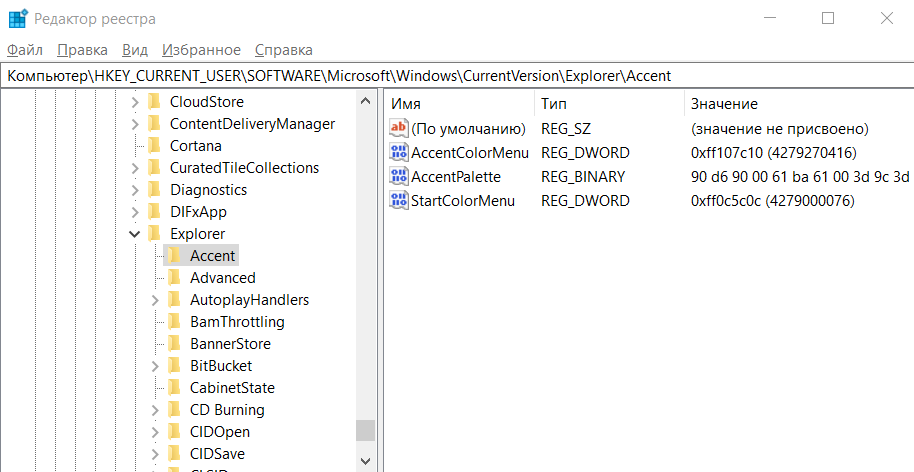 Редактор реестра
Файл Правка Вид Избранное Справка
Компьютер\HKEY_CURRENT_USER\SOFTWARE\Microsoft\Windows\CurrentVersion\Explorer\Accent
CloudStore
ContentDeliveryManager
Cortana
CuratedTileCollections
Diagnostics
DIFxApp
Explorer
Accent
Advanced
AutoplayHandlers
BamThrottling
BannerStore
BitBucket
CabinetState
CD Burning
CIDOpen
CIDSave
Имя Тип Значение
(По умолчанию) REG_SZ (значение не присвоено)
AccentColorMenu REG_DWORD 0xff107c10 (4279270416)
AccentPalette REG_BINARY 90 d6 90 00 61 ba 61 00 3d 9c 3d
StartColorMenu REG_DWORD 0xff0c5c0c (4279000076)